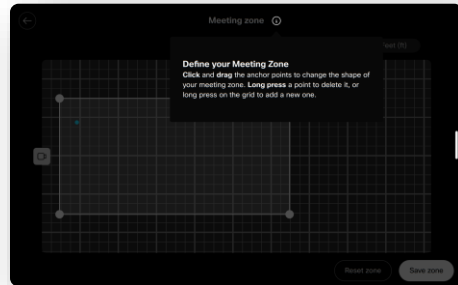 Meeting zone
Feet (ft)
Define your Meeting Zone
Click and drag the anchor points to change the shape of
your meeting zone. Long press a point to delete it, or
long press on the grid to add a new one.
Reset zone
Save zone